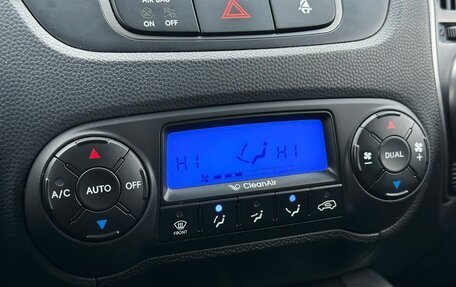 AIR BAG
ON OFF
HI HI
CleanAir
A/C AUTO OFF
DUAL
FRONT